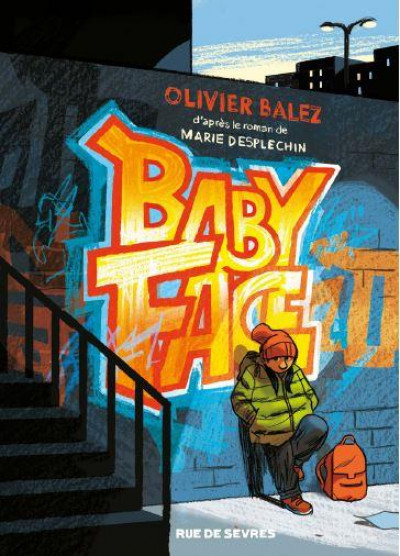 OLIVIER BALEZ
d'après le roman de
MARIE DESPLECHIN
BABY
FACE
RUE DE SEVRES